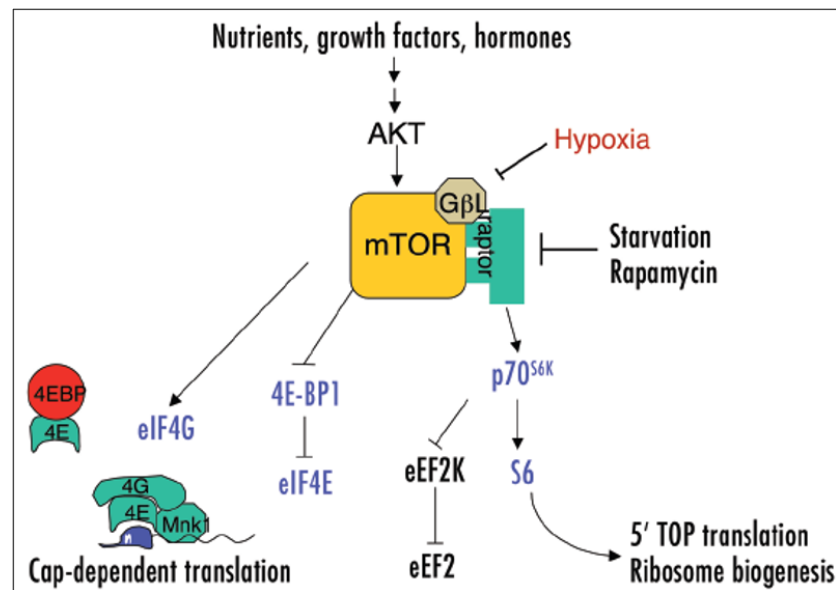 Nutrients, growth factors, hormones
AKT
Hypoxia
GβL
mTOR
raptor
Starvation
Rapamycin
p70S6K
4EBP
4E
eIF4G
4E-BP1
eIF4E
eEF2K
S6
4G
4E
Mnk1
n
eEF2
5' TOP translation
Ribosome biogenesis
Cap-dependent translation